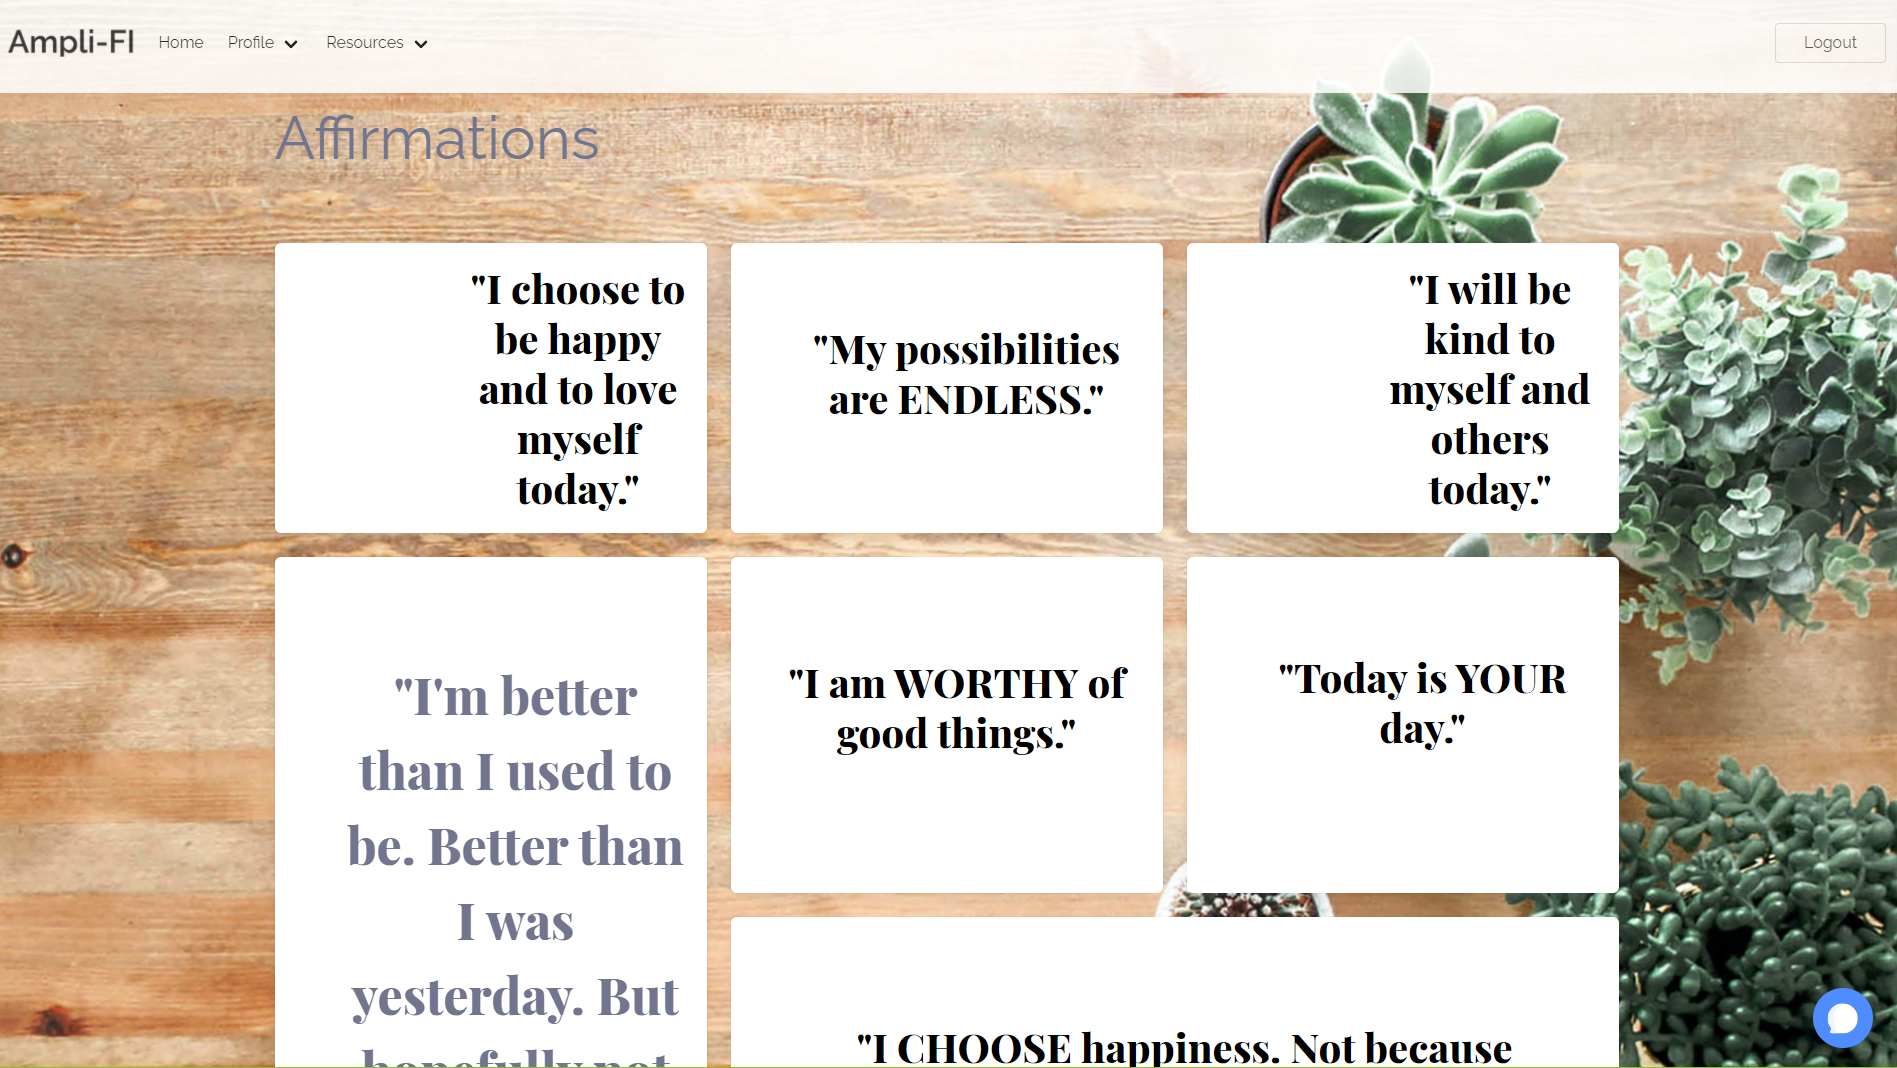 Ampli-FI
Home
Profile
Resources
Logout
Affirmations
"I choose to
be happy
and to love
myself
today."
"My possibilities
are ENDLESS."
"I will be
kind to
myself and
others
today."
"I'm better
than I used to
be. Better than
I was
yesterday. But
hopefully not
"I am WORTHY of
good things."
"Today is YOUR
day."
"I CHOOSE happiness. Not because